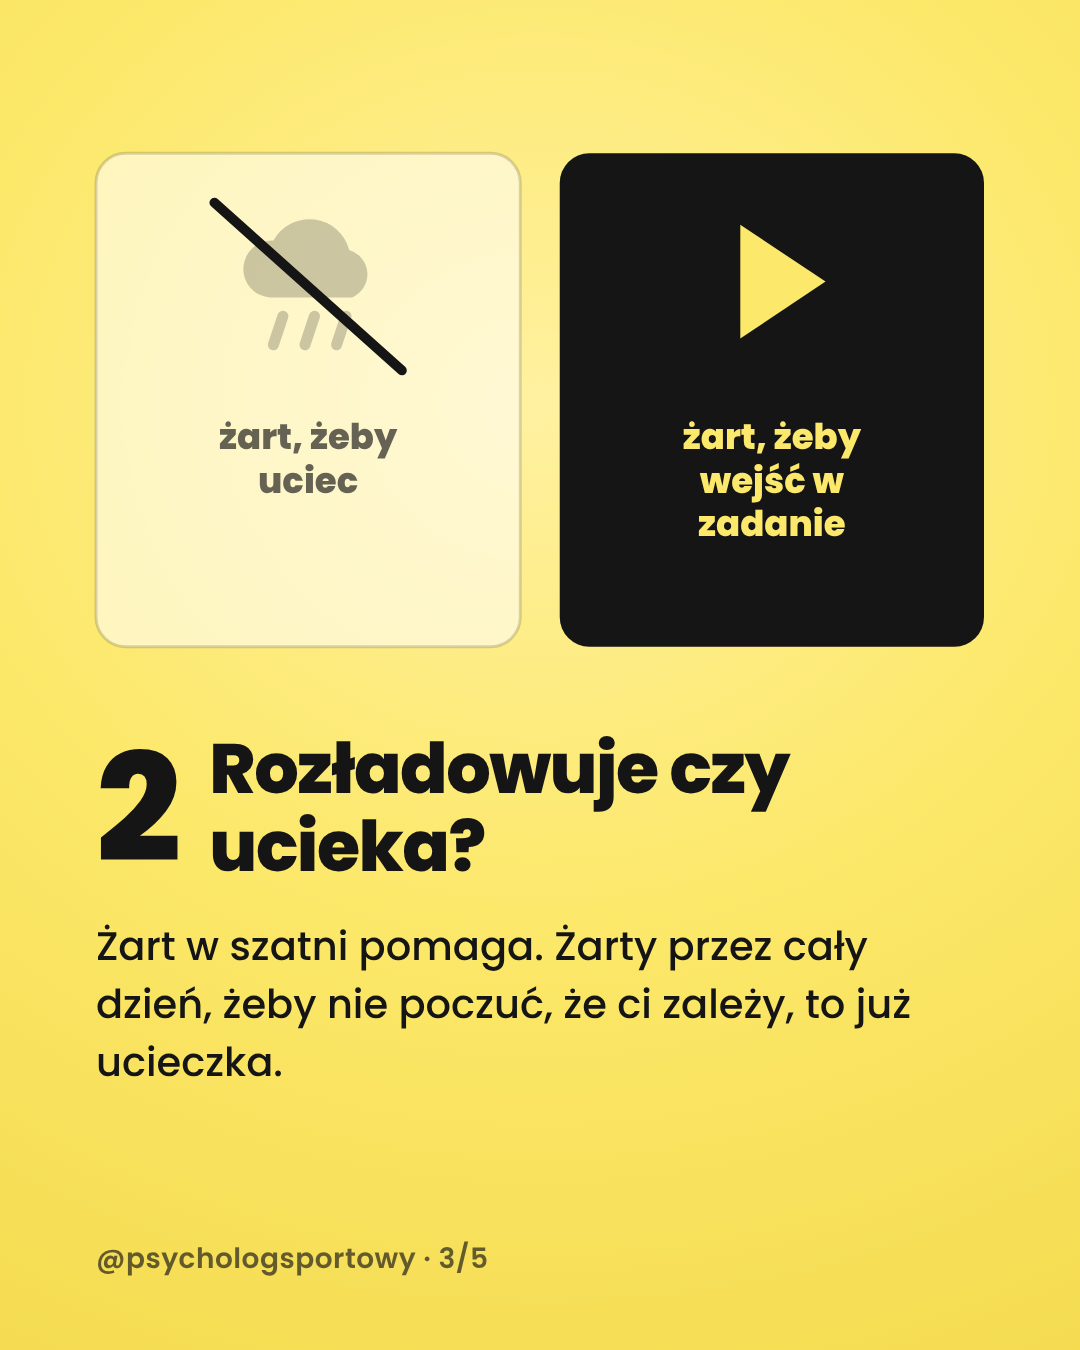 żart, żeby
uciec
żart, żeby
wejść w
zadanie
2
Rozładowuje czy
ucieka?
Żart w szatni pomaga. Żarty przez cały
dzień, żeby nie poczuć, że ci zależy, to już
ucieczka.
@psychologsportowy · 3/5